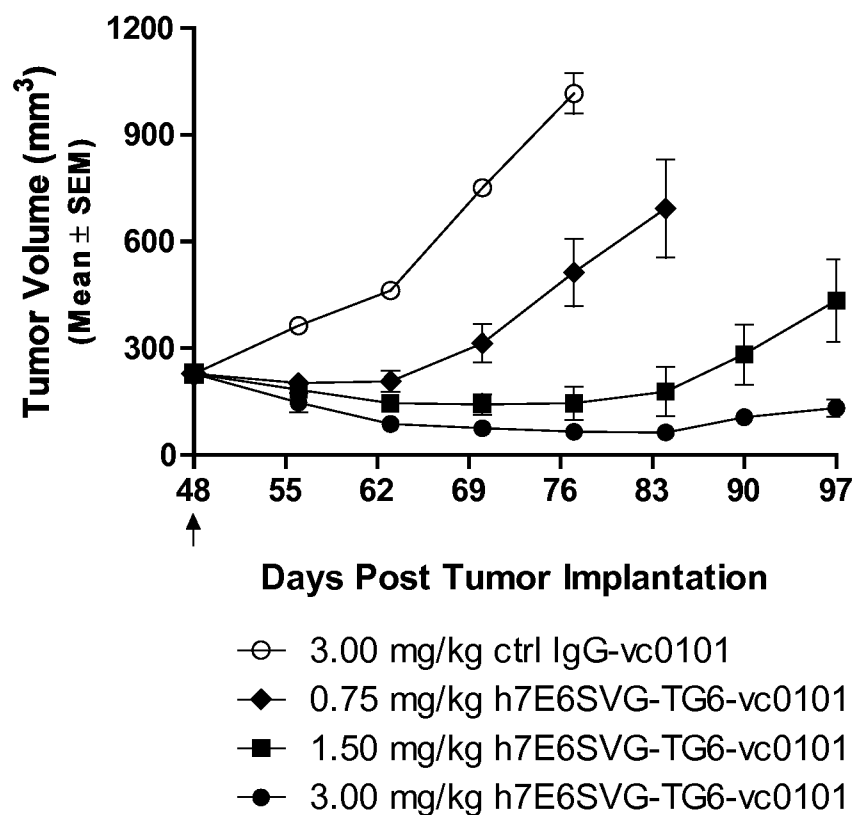 1200
900
600
300
0
Tumor Volume (mm³)
(Mean ± SEM)
48 55 62 69 76 83 90 97
Days Post Tumor Implantation
3.00 mg/kg ctrl IgG-vc0101
0.75 mg/kg h7E6SVG-TG6-vc0101
1.50 mg/kg h7E6SVG-TG6-vc0101
3.00 mg/kg h7E6SVG-TG6-vc0101